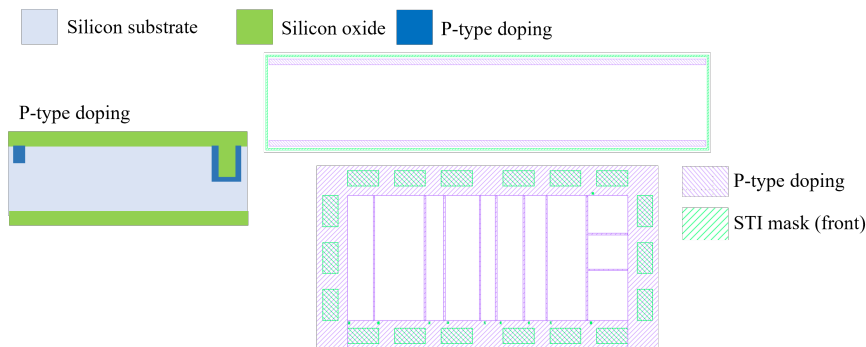 Silicon substrate
Silicon oxide
P-type doping
P-type doping
P-type doping
STI mask (front)